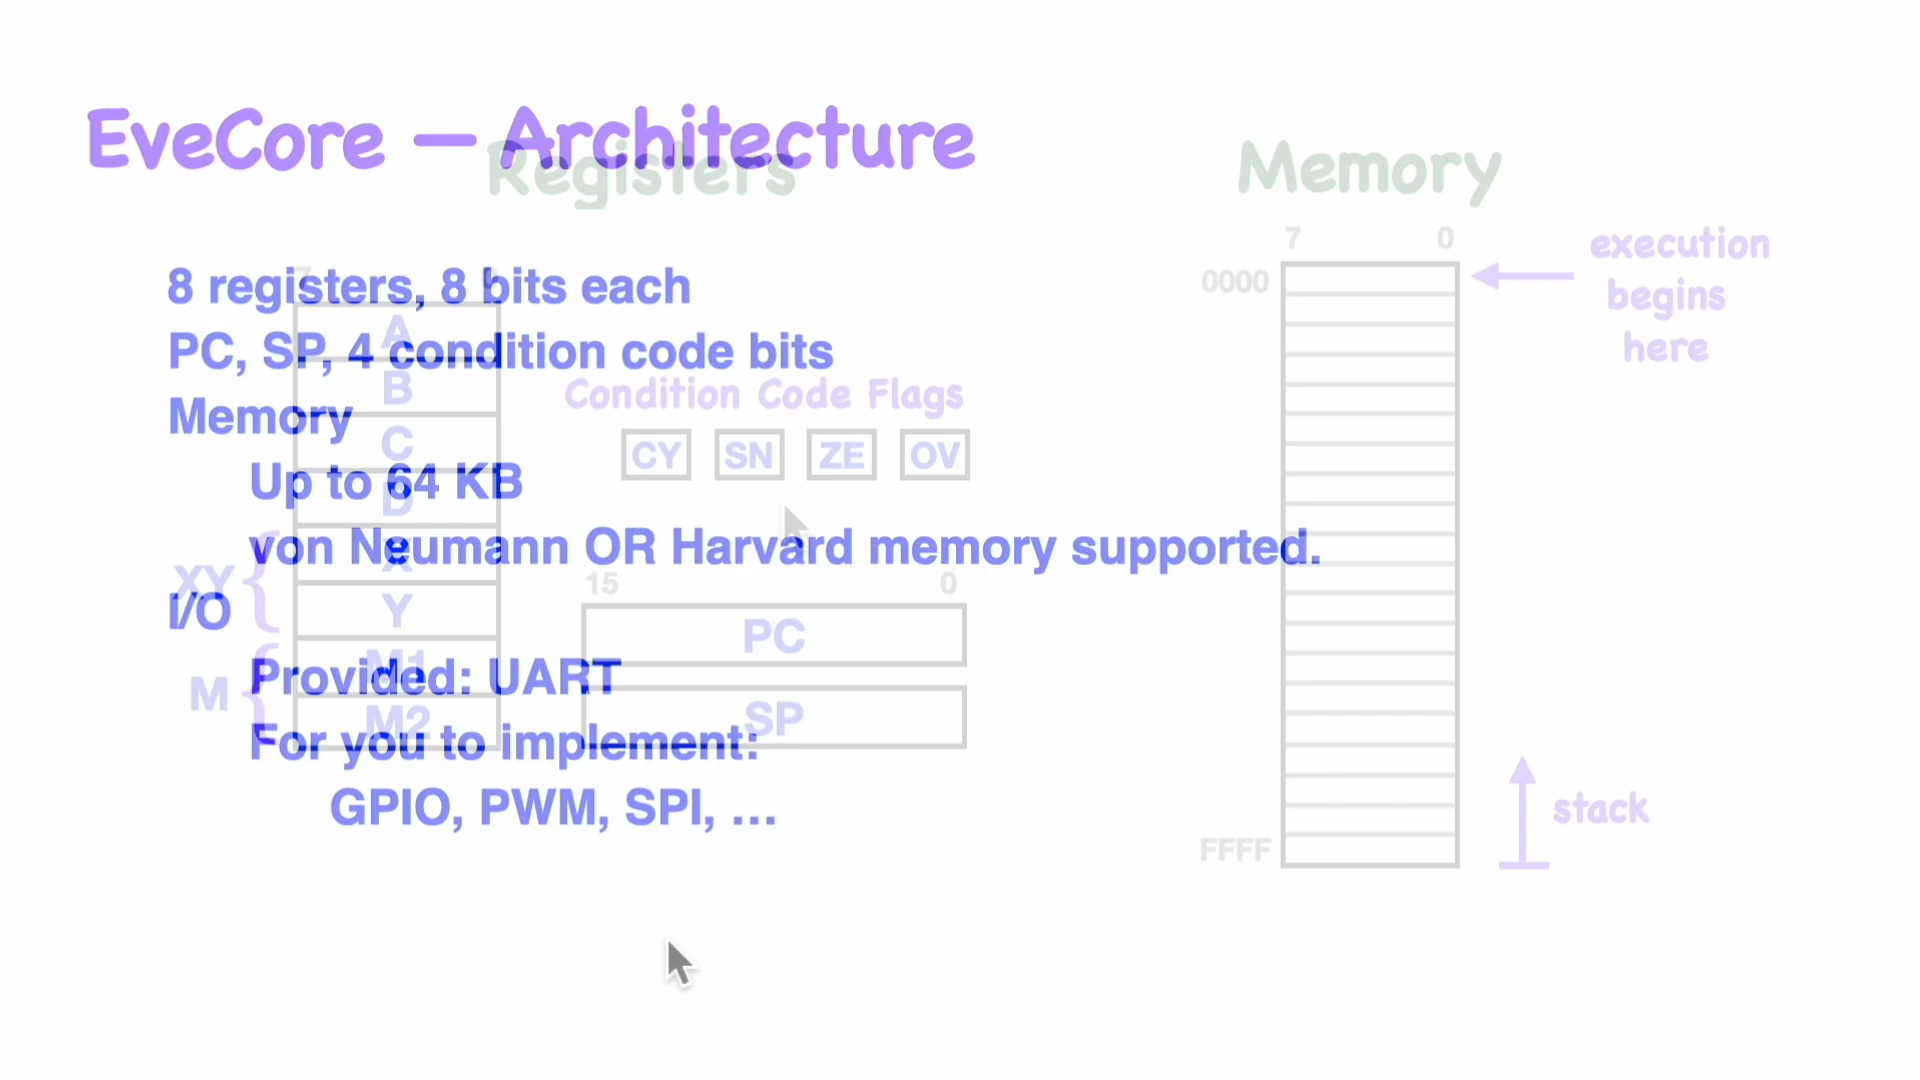 EveCore — Architecture
8 registers, 8 bits each
PC, SP, 4 condition code bits
Memory
Up to 64 KB
von Neumann OR Harvard memory supported.
I/O
Provided: UART
For you to implement:
GPIO, PWM, SPI, …
Registers
7 0
A
B
C
D
X
Y
M1
M2
XY
M
Condition Code Flags
CY SN ZE OV
15 0
PC
SP
Memory
7 0
0000
FFFF
execution
begins
here
stack